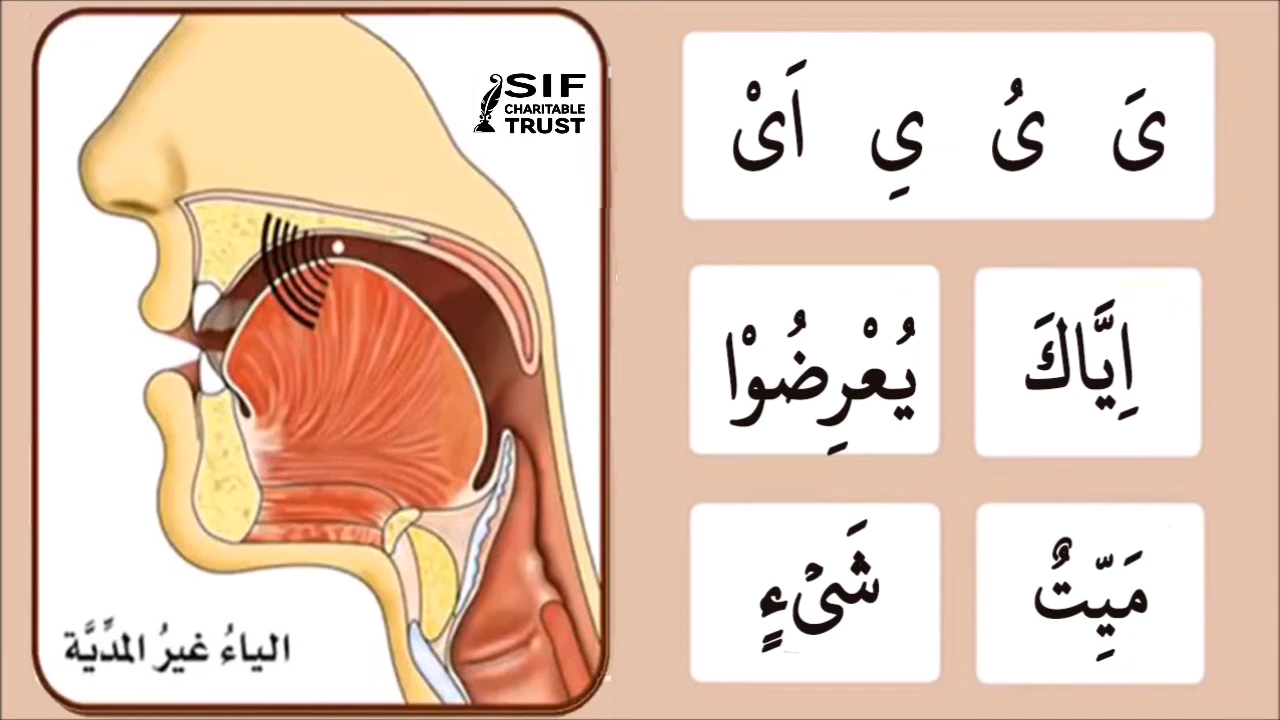 SIF
CHARITABLE
TRUST
یَ یُ یِ اَیْ
اِیَّاكَ
یُعْرِضُوْا
مَیِّتٌ
شَیْءٍ
الياءُ غيرُ المدِّيَّة